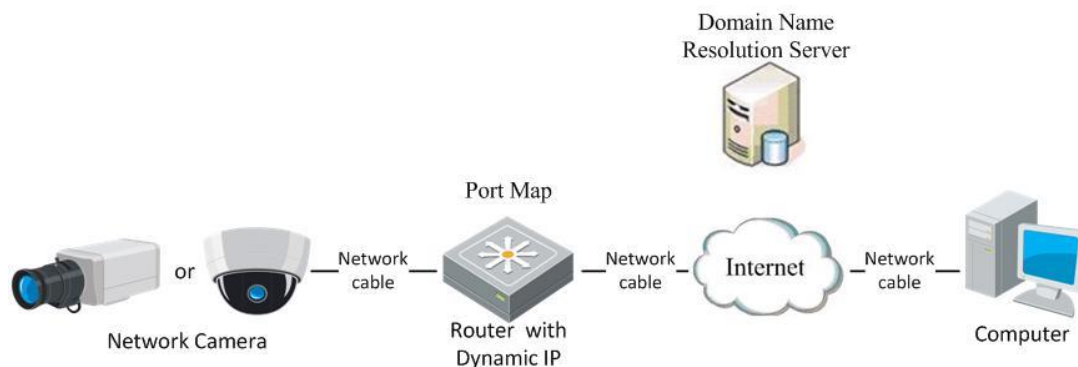 Domain Name
Resolution Server
Port Map
or
Network
cable
Network
cable
Internet
Network
cable
Network Camera
Router with
Dynamic IP
Computer